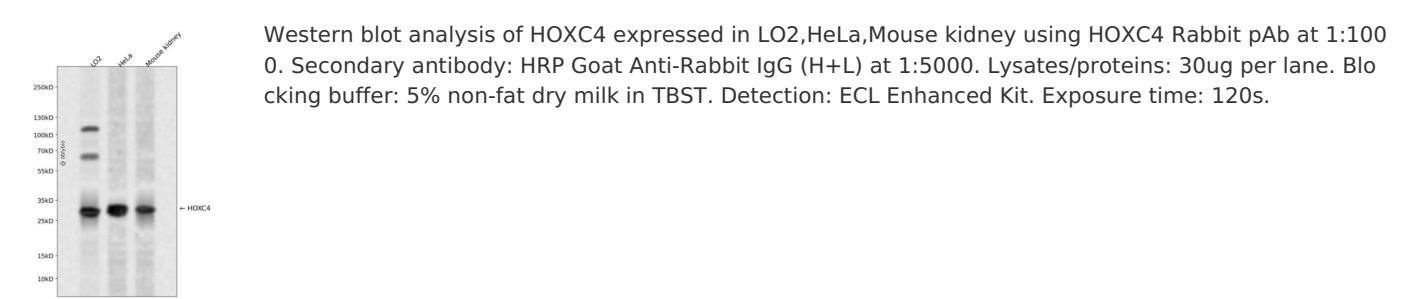 Western blot analysis of HOXC4 expressed in LO2,HeLa,Mouse kidney using HOXC4 Rabbit pAb at 1:100
0. Secondary antibody: HRP Goat Anti-Rabbit IgG (H+L) at 1:5000. Lysates/proteins: 30ug per lane. Blo
cking buffer: 5% non-fat dry milk in TBST. Detection: ECL Enhanced Kit. Exposure time: 120s.
LO2
HeLa
Mouse kidney
250kD
130kD
100kD
70kD
55kD
35kD
← HOXC4
25kD
15kD
10kD